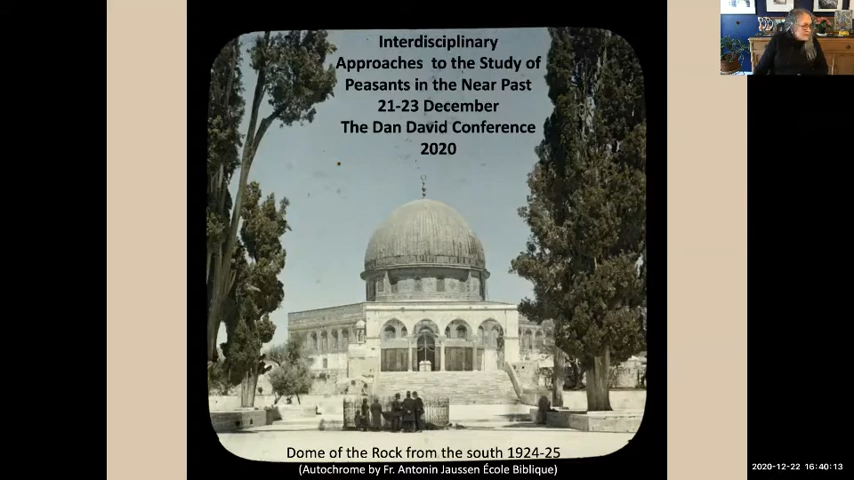 Interdisciplinary
Approaches to the Study of
Peasants in the Near Past
21-23 December
The Dan David Conference
2020
Dome of the Rock from the south 1924-25
(Autochrome by Fr. Antonin Jaussen École Biblique)
2020-12-22 16:40:13